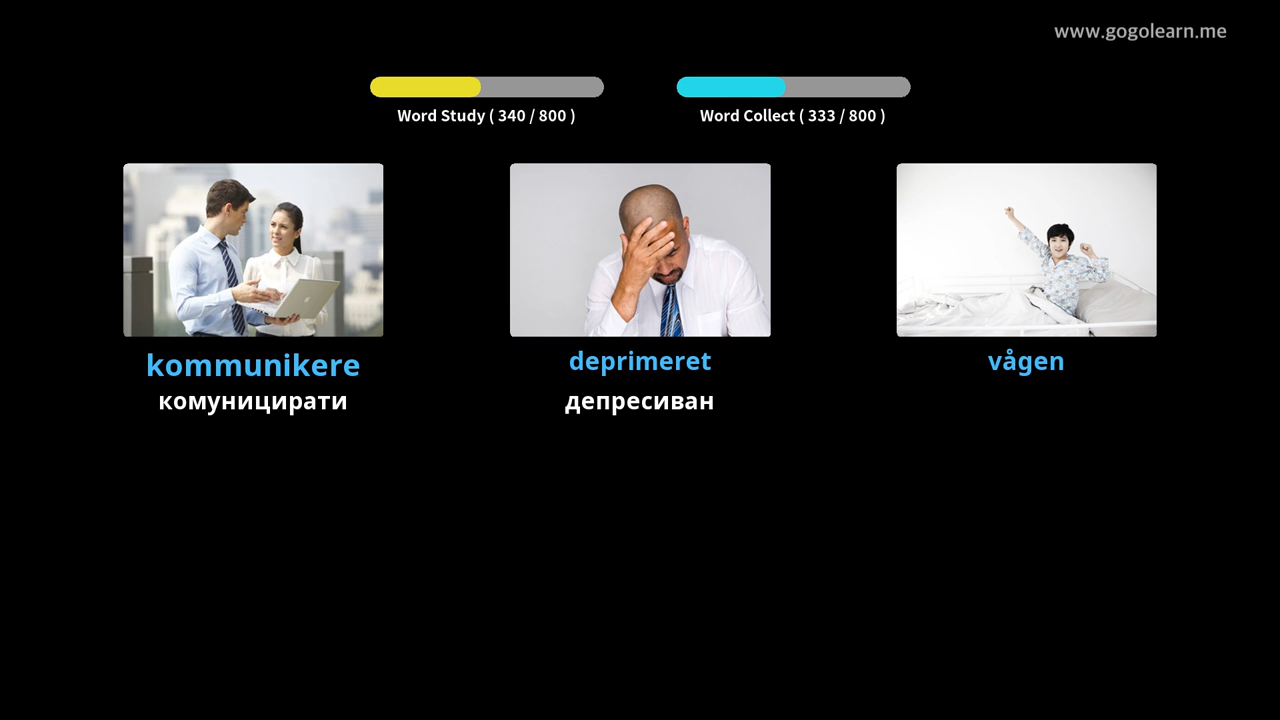 www.gogolearn.me
Word Study ( 340 / 800 )
Word Collect ( 333 / 800 )
kommunikere
deprimeret
vågen
комуницирати
депресиван